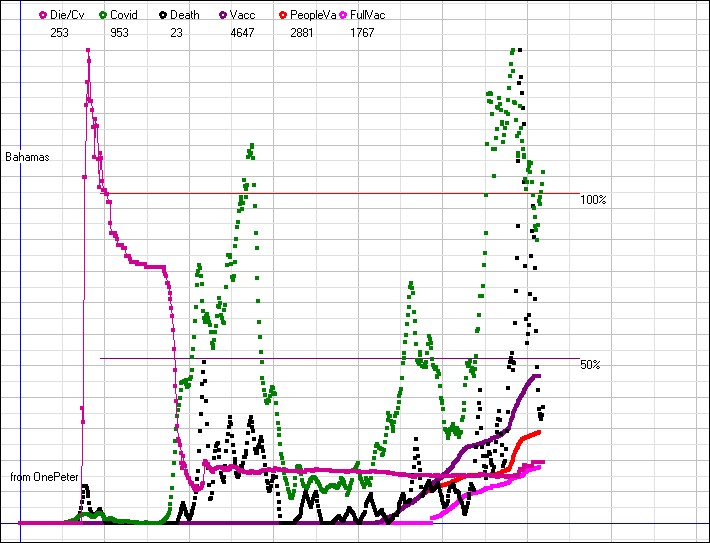 Die/Cv Covid Death Vacc PeopleVa FullVac
253 953 23 4647 2881 1767
Bahamas
100%
50%
from OnePeter